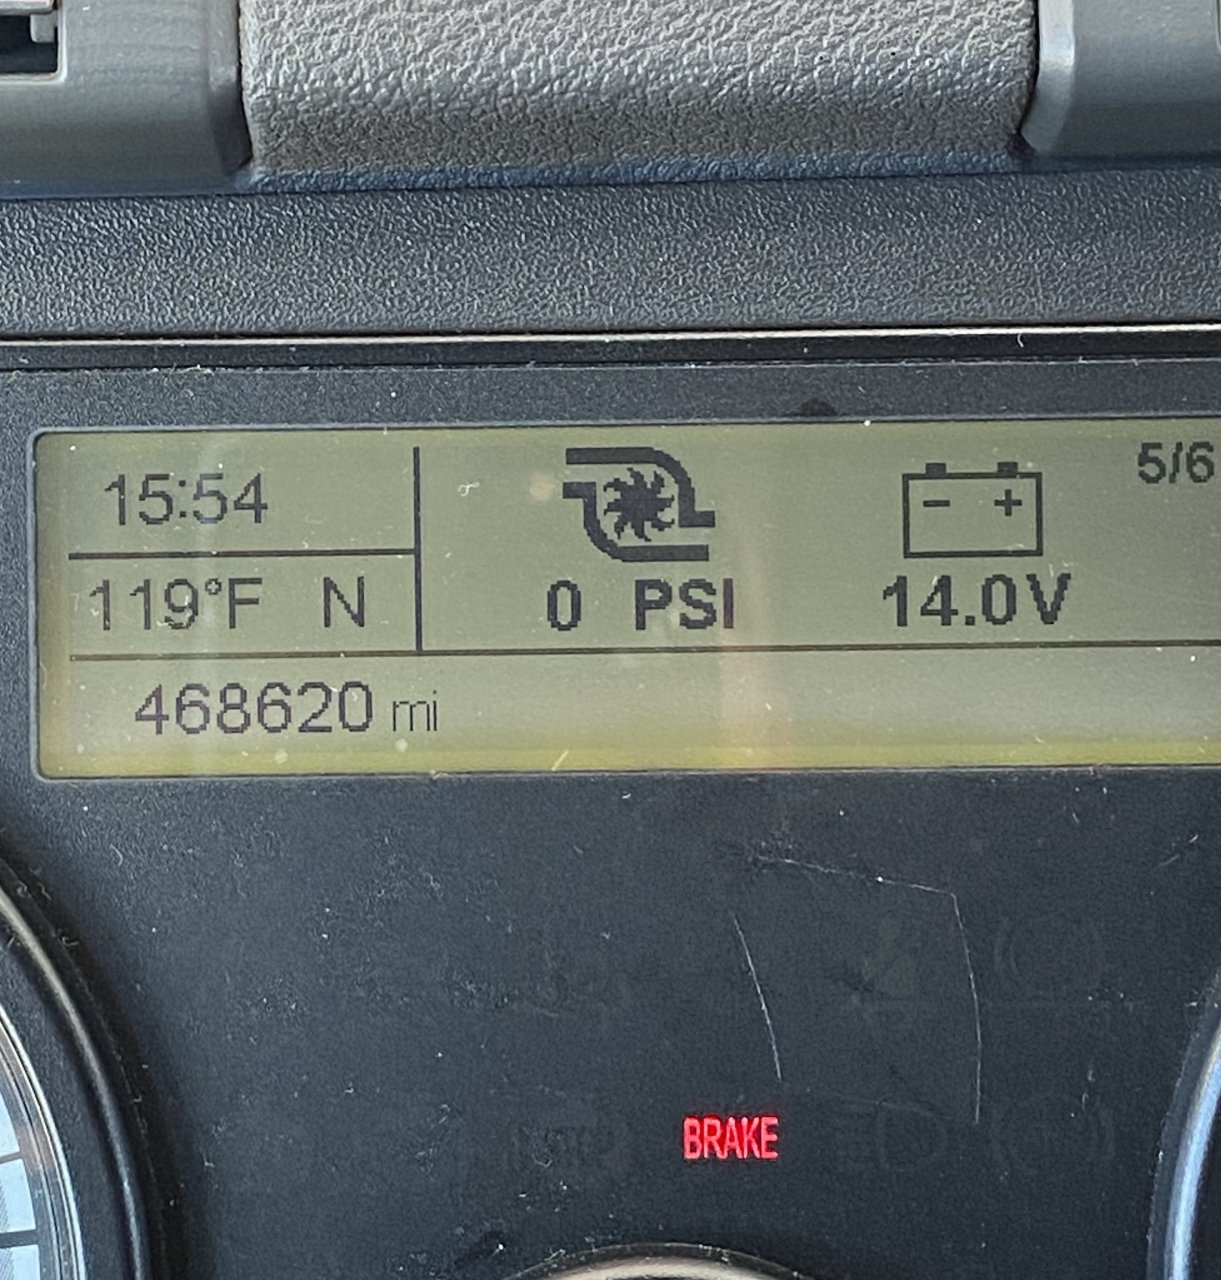 15:54
119°F N
468620 mi
0 PSI
- +
14.0V
5/6
BRAKE